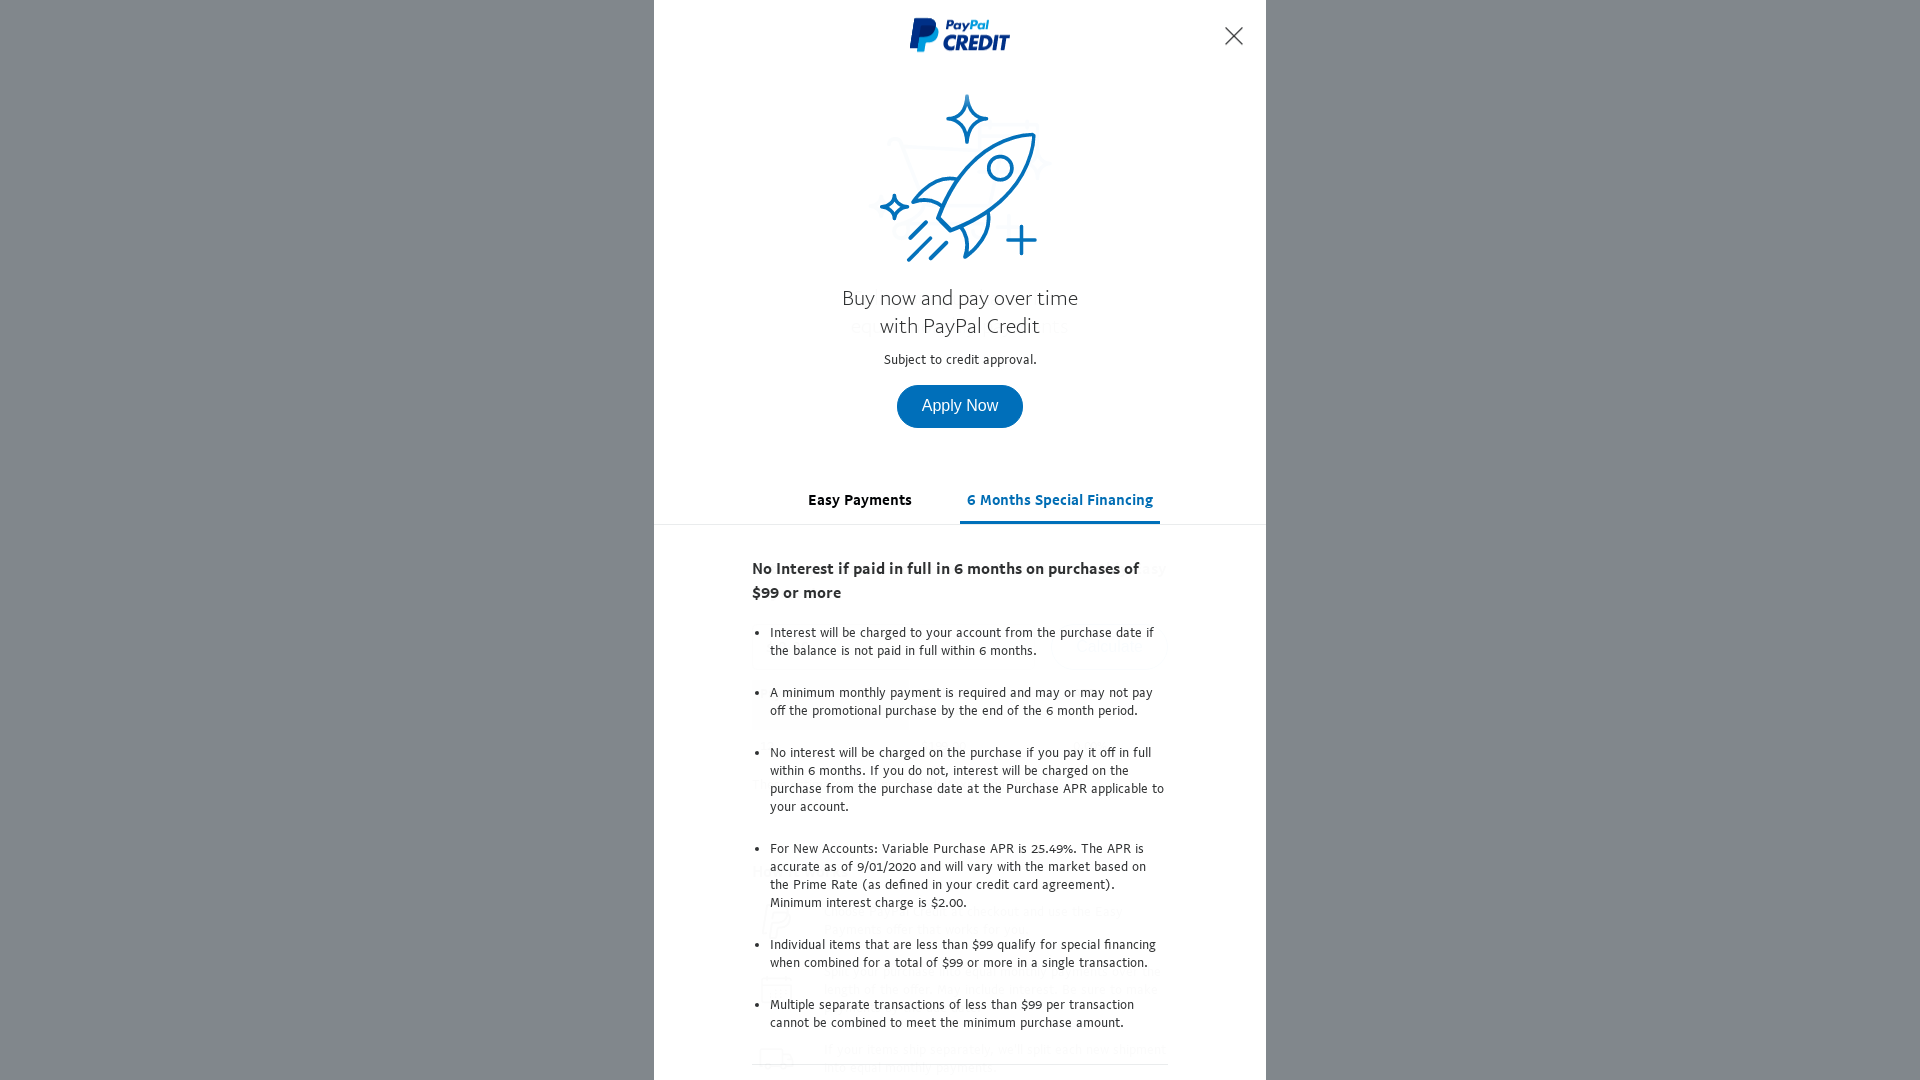 PayPal
CREDIT
Buy now and pay over time
with PayPal Credit
Subject to credit approval.
Apply Now
Easy Payments
6 Months Special Financing
No Interest if paid in full in 6 months on purchases of
$99 or more
• Interest will be charged to your account from the purchase date if
the balance is not paid in full within 6 months.
• A minimum monthly payment is required and may or may not pay
off the promotional purchase by the end of the 6 month period.
• No interest will be charged on the purchase if you pay it off in full
within 6 months. If you do not, interest will be charged on the
purchase from the purchase date at the Purchase APR applicable to
your account.
• For New Accounts: Variable Purchase APR is 25.49%. The APR is
accurate as of 9/01/2020 and will vary with the market based on
the Prime Rate (as defined in your credit card agreement).
Minimum interest charge is $2.00.
• Individual items that are less than $99 qualify for special financing
when combined for a total of $99 or more in a single transaction.
• Multiple separate transactions of less than $99 per transaction
cannot be combined to meet the minimum purchase amount.